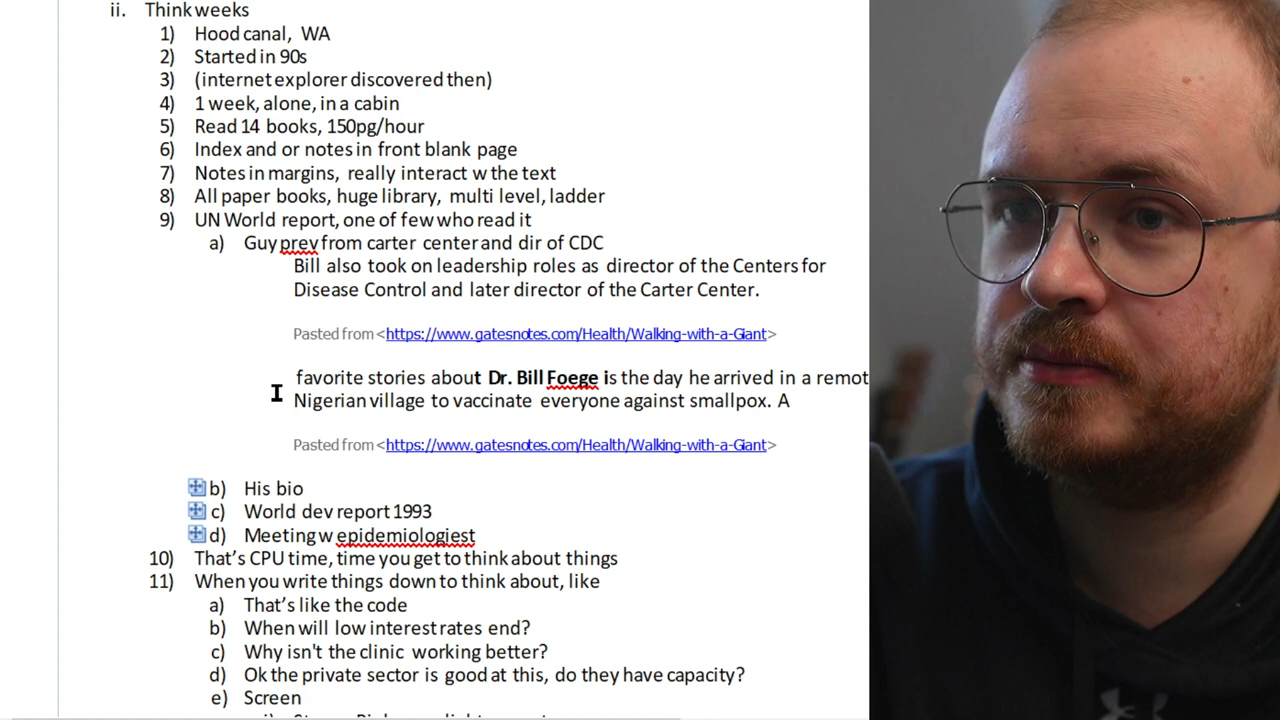 ii. Think weeks
1) Hood canal, WA
2) Started in 90s
3) (internet explorer discovered then)
4) 1 week, alone, in a cabin
5) Read 14 books, 150pg/hour
6) Index and or notes in front blank page
7) Notes in margins, really interact w the text
8) All paper books, huge library, multi level, ladder
9) UN World report, one of few who read it
a) Guy prev from carter center and dir of CDC
Bill also took on leadership roles as director of the Centers for
Disease Control and later director of the Carter Center.
Pasted from <https://www.gatesnotes.com/Health/Walking-with-a-Giant>
favorite stories about Dr. Bill Foege is the day he arrived in a remot
Nigerian village to vaccinate everyone against smallpox. A
Pasted from <https://www.gatesnotes.com/Health/Walking-with-a-Giant>
b) His bio
c) World dev report 1993
d) Meeting w epidemiologiest
10) That's CPU time, time you get to think about things
11) When you write things down to think about, like
a) That's like the code
b) When will low interest rates end?
c) Why isn't the clinic working better?
d) Ok the private sector is good at this, do they have capacity?
e) Screen